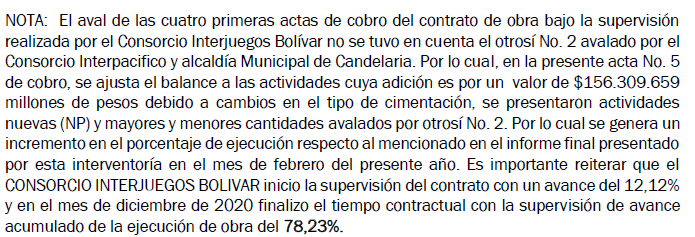 NOTA: El aval de las cuatro primeras actas de cobro del contrato de obra bajo la supervisión
realizada por el Consorcio Interjuegos Bolívar no se tuvo en cuenta el otrosí No. 2 avalado por el
Consorcio Interpacifico y alcaldía Municipal de Candelaria. Por lo cual, en la presente acta No. 5
de cobro, se ajusta el balance a las actividades cuya adición es por un valor de $156.309.659
millones de pesos debido a cambios en el tipo de cimentación, se presentaron actividades
nuevas (NP) y mayores y menores cantidades avalados por otrosí No. 2. Por lo cual se genera un
incremento en el porcentaje de ejecución respecto al mencionado en el informe final presentado
por esta interventoría en el mes de febrero del presente año. Es importante reiterar que el
CONSORCIO INTERJUEGOS BOLIVAR inicio la supervisión del contrato con un avance del 12,12%
y en el mes de diciembre de 2020 finalizo el tiempo contractual con la supervisión de avance
acumulado de la ejecución de obra del 78,23%.